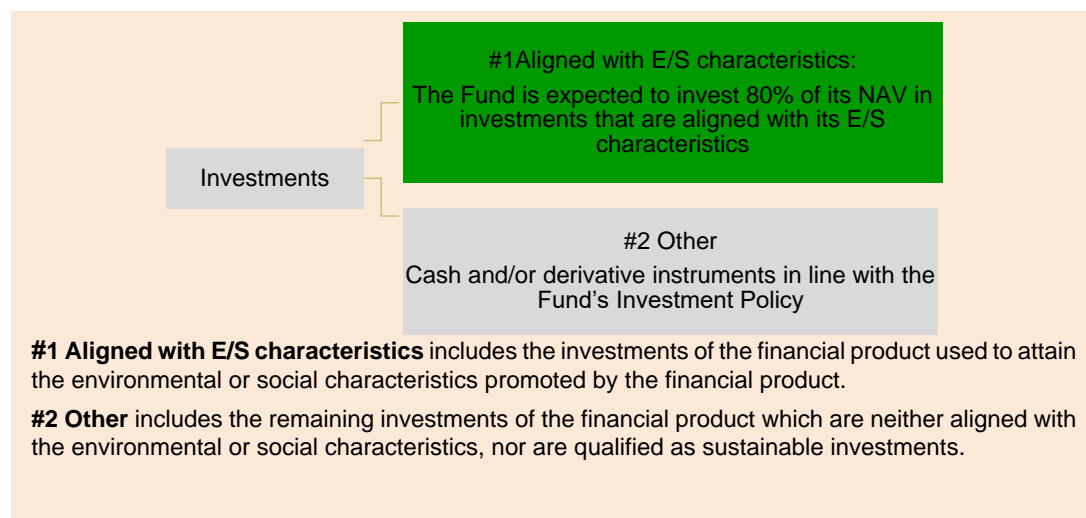 #1Aligned with E/S characteristics:
The Fund is expected to invest 80% of its NAV in
investments that are aligned with its E/S
characteristics
Investments
#2 Other
Cash and/or derivative instruments in line with the
Fund's Investment Policy
#1 Aligned with E/S characteristics includes the investments of the financial product used to attain
the environmental or social characteristics promoted by the financial product.
#2 Other includes the remaining investments of the financial product which are neither aligned with
the environmental or social characteristics, nor are qualified as sustainable investments.